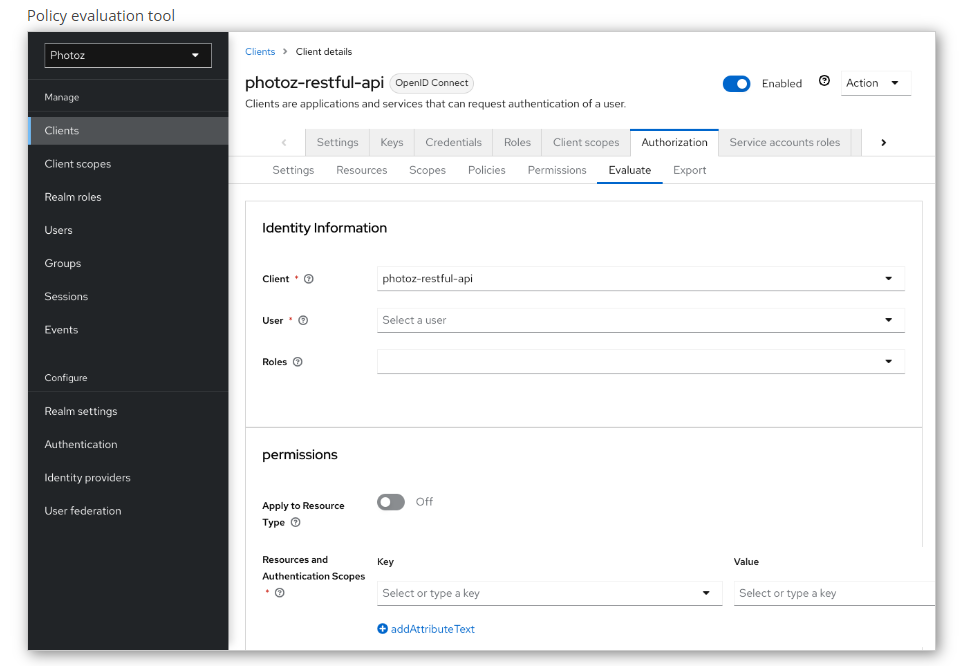 Policy evaluation tool
Photoz
Manage
Clients
Client scopes
Realm roles
Users
Groups
Sessions
Events
Configure
Realm settings
Authentication
Identity providers
User federation
Clients > Client details
photoz-restful-api OpenID Connect
Enabled
Action
Clients are applications and services that can request authentication of a user.
Settings Keys Credentials Roles Client scopes Authorization Service accounts roles
Settings Resources Scopes Policies Permissions Evaluate Export
Identity Information
Client * photoz-restful-api
User * Select a user
Roles
permissions
Apply to Resource
Type
Off
Resources and
Authentication Scopes
*
Key Value
Select or type a key Select or type a key
addAttributeText